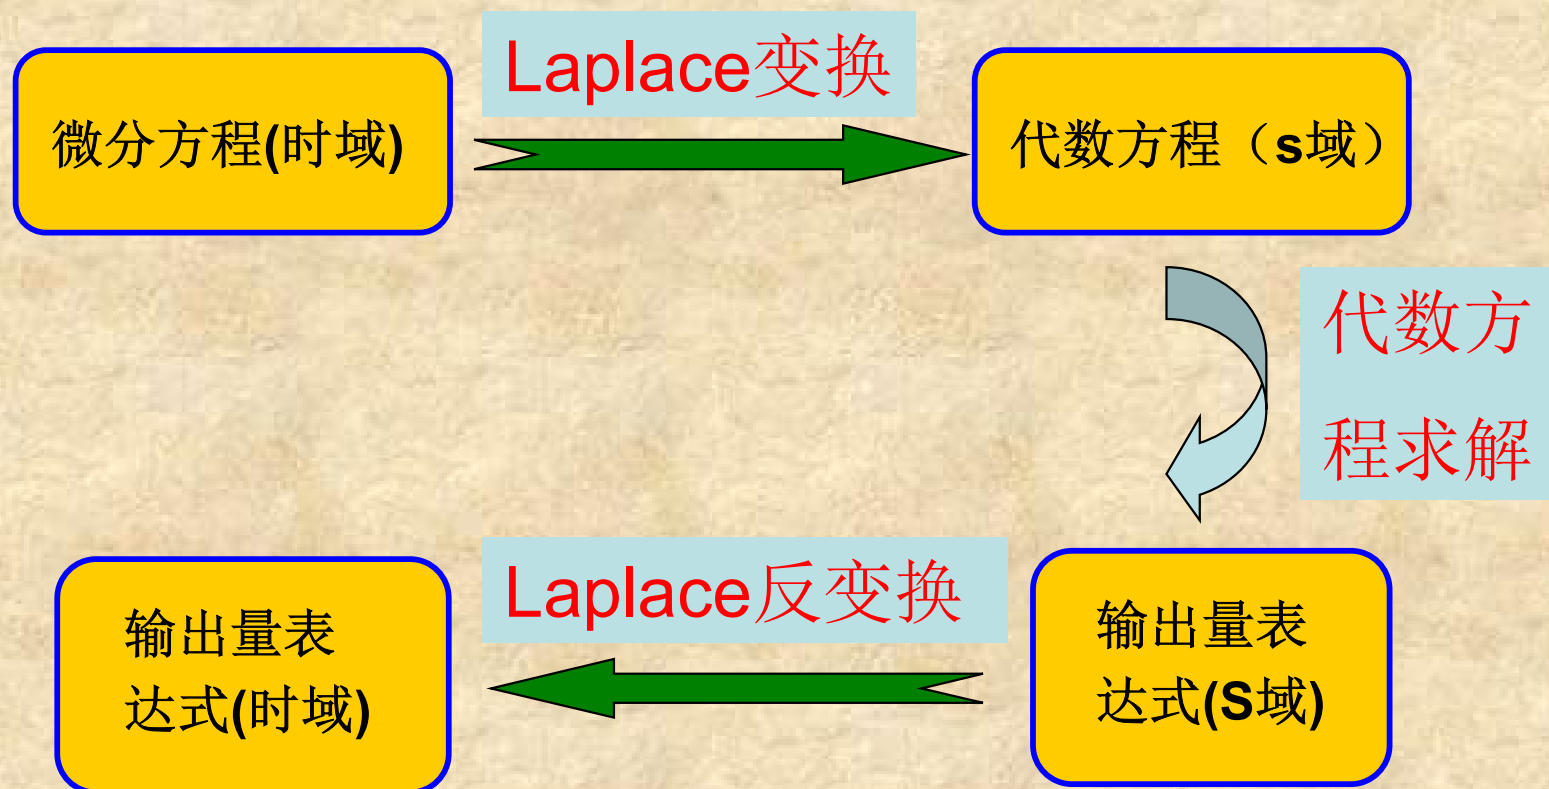 Laplace变换
微分方程(时域)
代数方程（s域）
代数方
程求解
Laplace反变换
输出量表
达式(时域)
输出量表
达式(S域)